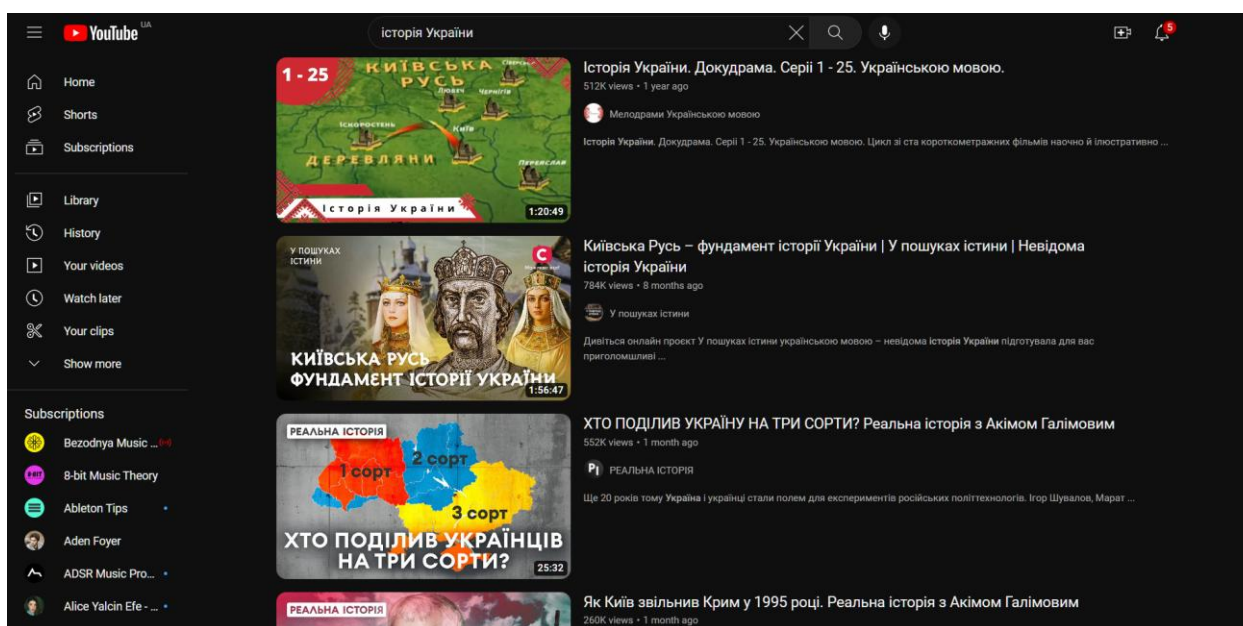 YouTube UA
історія України
5
Home
Shorts
Subscriptions
Library
History
Your videos
Watch later
Your clips
Show more
Subscriptions
Bezodnya Music ...
8-bit Music Theory
Ableton Tips
Aden Foyer
ADSR Music Pro...
Alice Yalcin Efe - ...
1 - 25
КИЇВСЬКА
РУСЬ
Любеч
Чернігів
Іскоростень
Київ
ДЕРЕВЛЯНИ
Переяслав
Історія України
1:20:49
Історія України. Докудрама. Серії 1 - 25. Українською мовою.
512K views • 1 year ago
Мелодрами Українською мовою
Історія України. Докудрама. Серії 1 - 25. Українською мовою. Цикл зі ста короткометражних фільмів наочно й ілюстративно ...
У ПОШУКАХ
ІСТИНИ
КИЇВСЬКА РУСЬ
ФУНДАМЕНТ ІСТОРІЇ УКРАЇНИ
1:56:47
Київська Русь – фундамент історії України | У пошуках істини | Невідома
історія України
784K views • 8 months ago
У пошуках істини
Дивіться онлайн проєкт У пошуках істини українською мовою – невідома історія України підготувала для вас
приголомшливі ...
РЕАЛЬНА ІСТОРІЯ
1 сорт
2 сорт
3 сорт
ХТО ПОДІЛИВ УКРАЇНЦІВ
НА ТРИ СОРТИ?
25:32
ХТО ПОДІЛИВ УКРАЇНУ НА ТРИ СОРТИ? Реальна історія з Акімом Галімовим
552K views • 1 month ago
РІ РЕАЛЬНА ІСТОРІЯ
Ще 20 років тому Україна і українці стали полем для експериментів російських політтехнологів. Ігор Шувалов, Марат ...
РЕАЛЬНА ІСТОРІЯ
Як Київ звільнив Крим у 1995 році. Реальна історія з Акімом Галімовим
260K views • 1 month ago